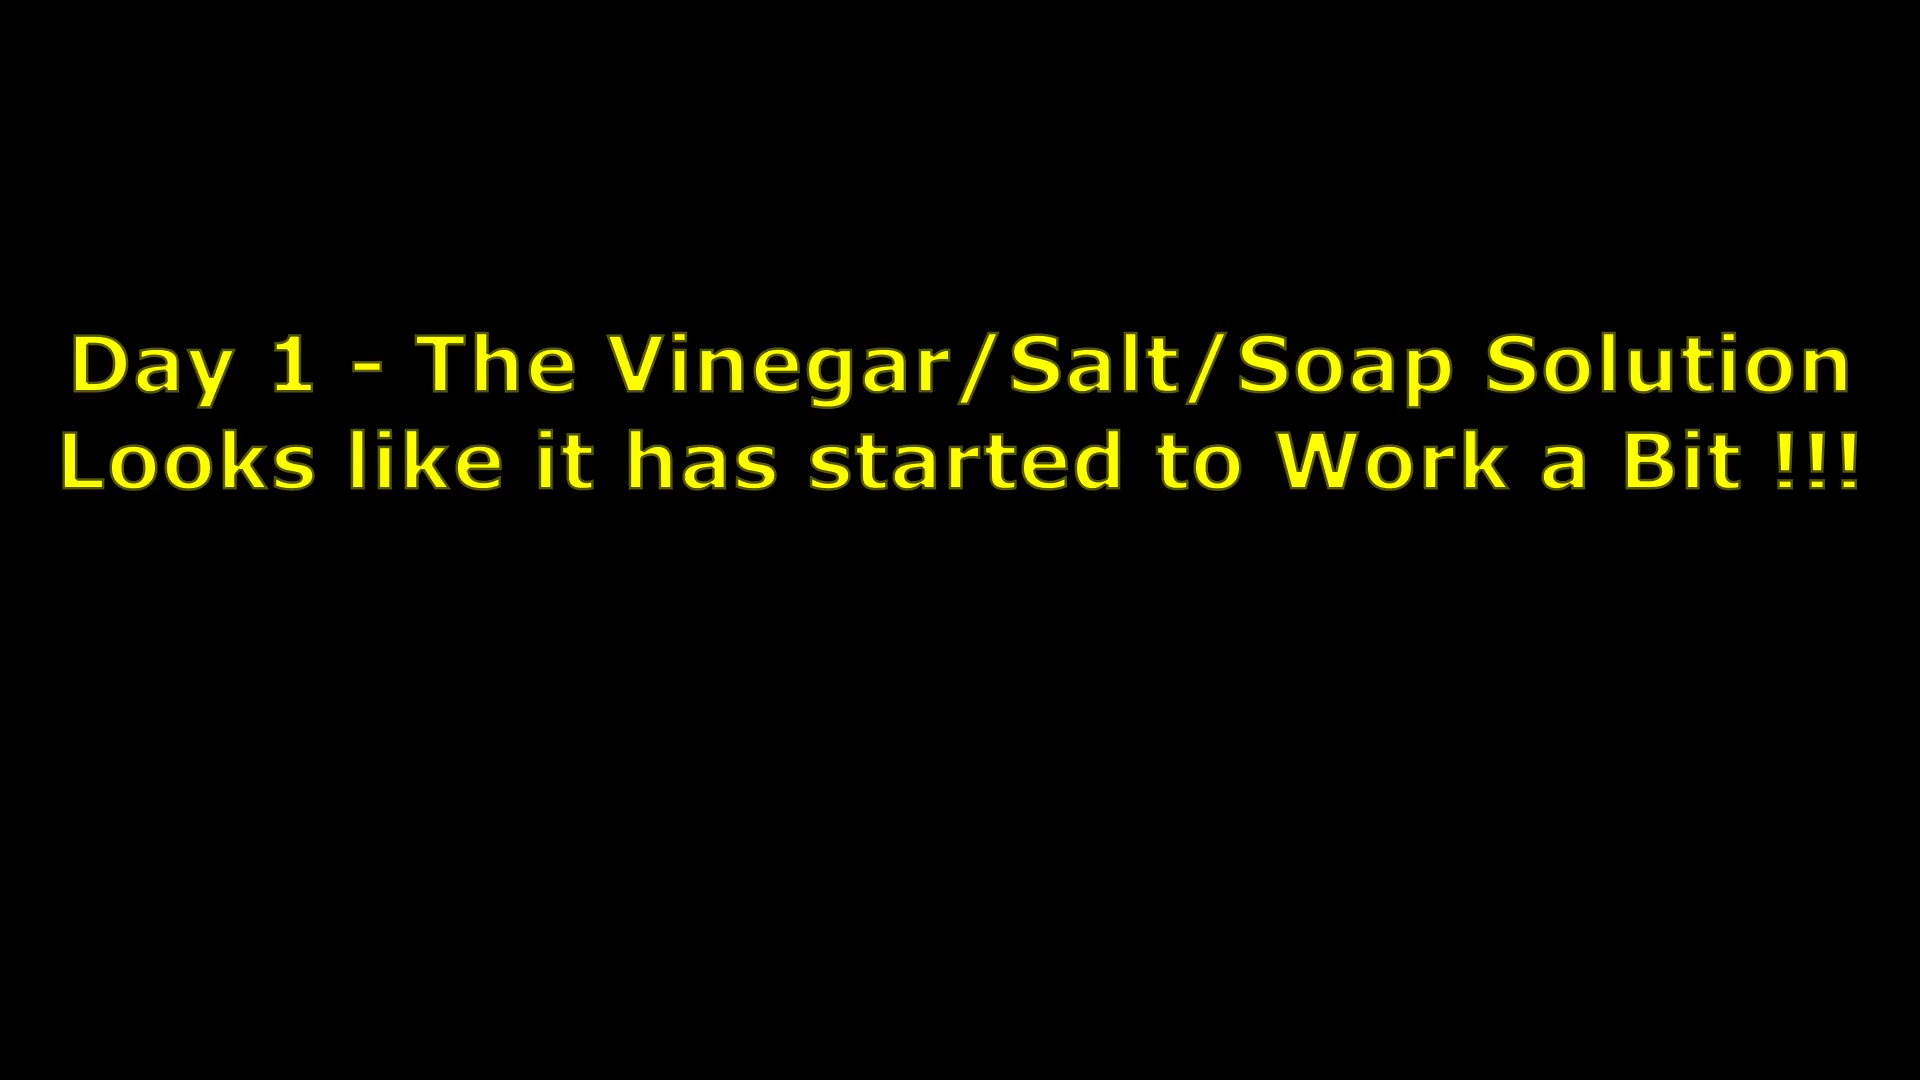 Day 1 - The Vinegar/Salt/Soap Solution
Looks like it has started to Work a Bit !!!